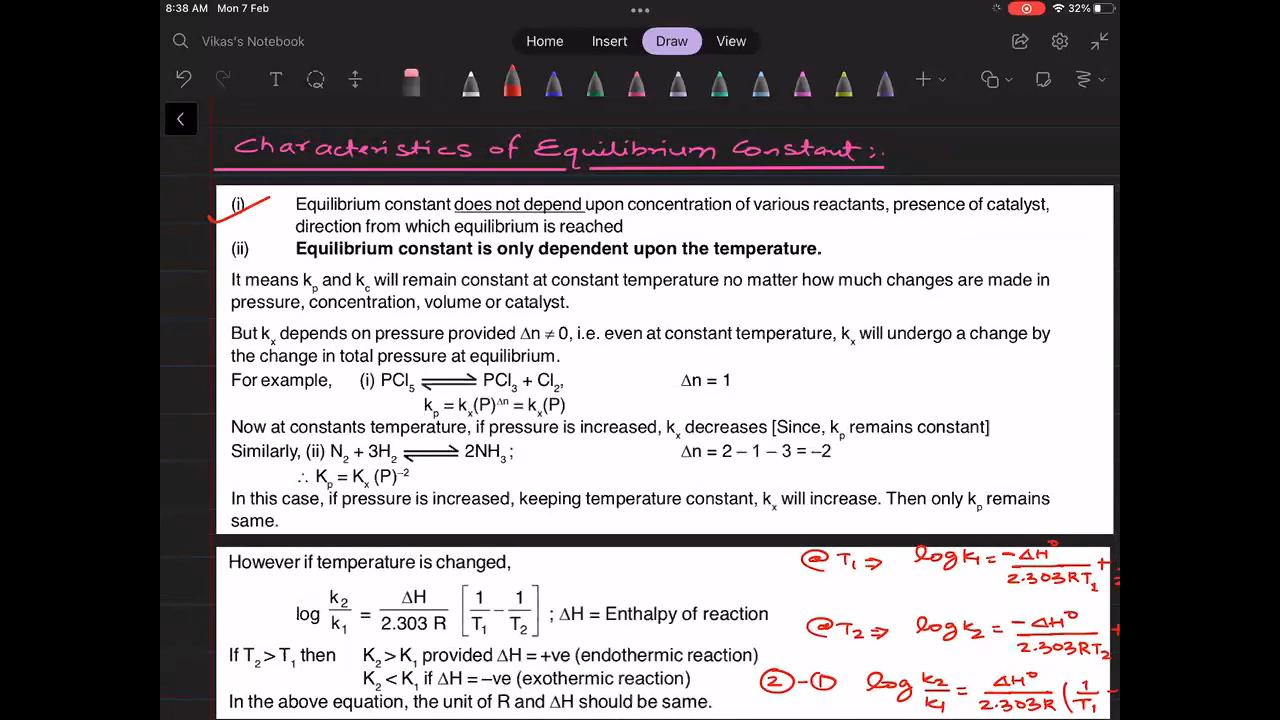 8:38 AM Mon 7 Feb
32%
Vikas's Notebook
Home Insert Draw View
Characteristics of Equilibrium Constant:.
(i) Equilibrium constant does not depend upon concentration of various reactants, presence of catalyst,
direction from which equilibrium is reached
(ii) Equilibrium constant is only dependent upon the temperature.
It means kp and kc will remain constant at constant temperature no matter how much changes are made in
pressure, concentration, volume or catalyst.
But kx depends on pressure provided Δn ≠ 0, i.e. even at constant temperature, kx will undergo a change by
the change in total pressure at equilibrium.
For example, (i) PCl5 ⇌ PCl3 + Cl2, Δn = 1
kp = kx(P)^Δn = kx(P)
Now at constants temperature, if pressure is increased, kx decreases [Since, kp remains constant]
Similarly, (ii) N2 + 3H2 ⇌ 2NH3 ; Δn = 2 – 1 – 3 = –2
∴ Kp = Kx (P)^–2
In this case, if pressure is increased, keeping temperature constant, kx will increase. Then only kp remains
same.
However if temperature is changed,
log k2/k1 = ΔH/2.303 R [1/T1 – 1/T2] ; ΔH = Enthalpy of reaction
If T2 > T1 then K2 > K1 provided ΔH = +ve (endothermic reaction)
K2 < K1 if ΔH = –ve (exothermic reaction)
In the above equation, the unit of R and ΔH should be same.
@ T1 ⇒ log K1 = -ΔH°/2.303RT1 +
@ T2 ⇒ log K2 = -ΔH°/2.303RT2 +
②-① log K2/K1 = ΔH°/2.303R (1/T1 -